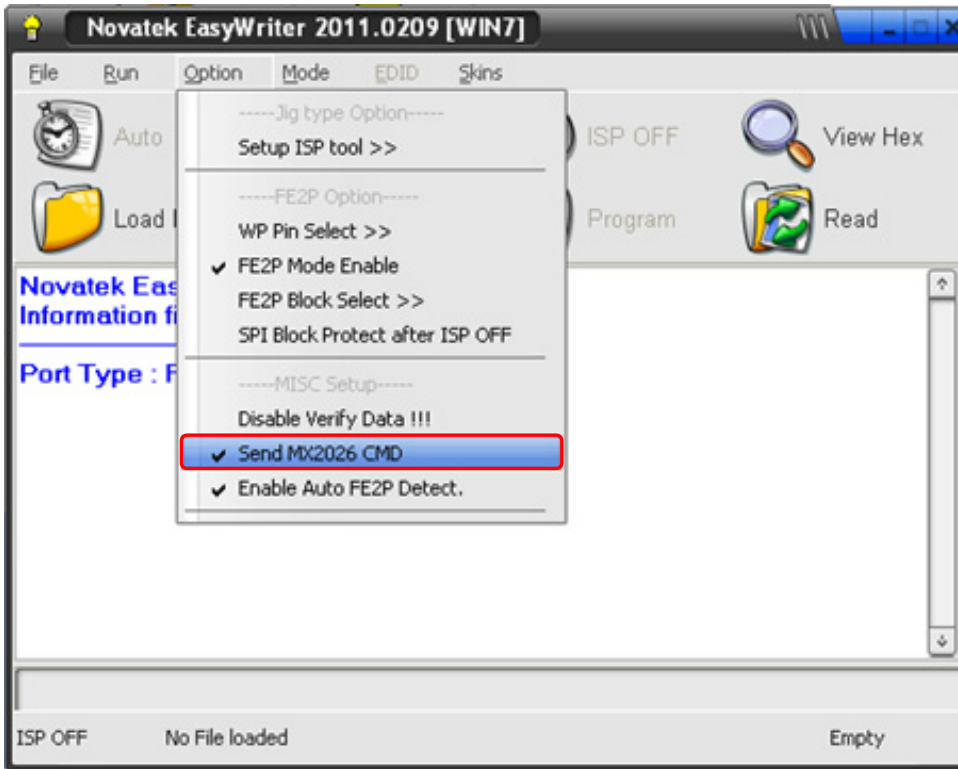 Novatek EasyWriter 2011.0209 [WIN7]
File Run Option Mode EDID Skins
Auto
ISP OFF
View Hex
Load
Program
Read
-----Jig type Option-----
Setup ISP tool >>
-----FE2P Option-----
WP Pin Select >>
FE2P Mode Enable
FE2P Block Select >>
SPI Block Protect after ISP OFF
-----MISC Setup-----
Disable Verify Data !!!
Send MX2026 CMD
Enable Auto FE2P Detect.
Novatek Eas
Information fi
Port Type : F
ISP OFF No File loaded Empty